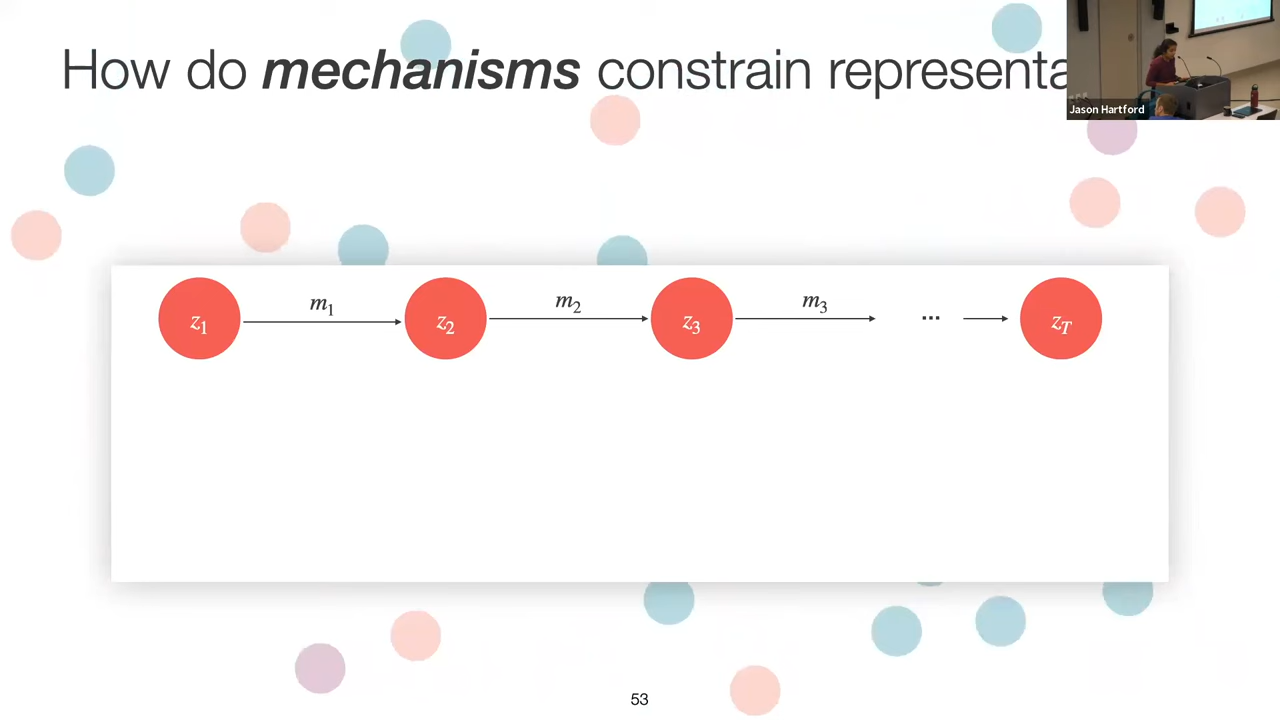 How do mechanisms constrain representa
Jason Hartford
m1 m2 m3
z1 z2 z3 ... zT
53